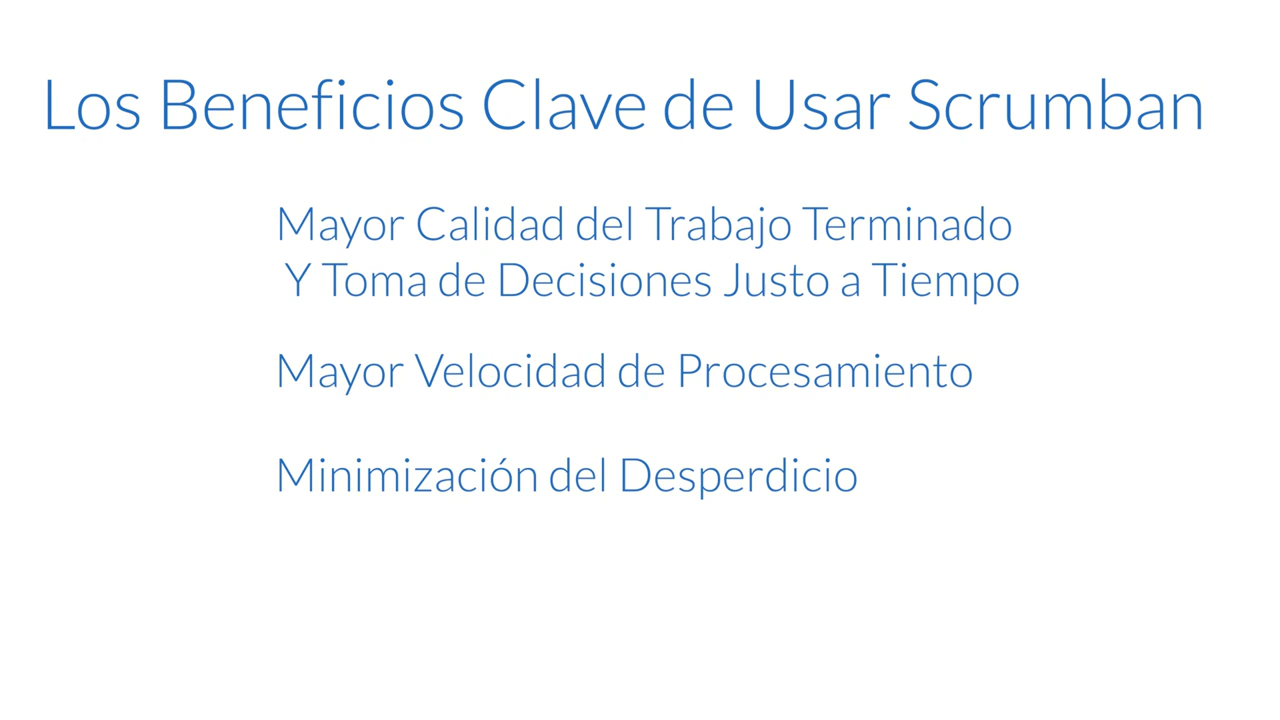 Los Beneficios Clave de Usar Scrumban
Mayor Calidad del Trabajo Terminado
Y Toma de Decisiones Justo a Tiempo
Mayor Velocidad de Procesamiento
Minimización del Desperdicio